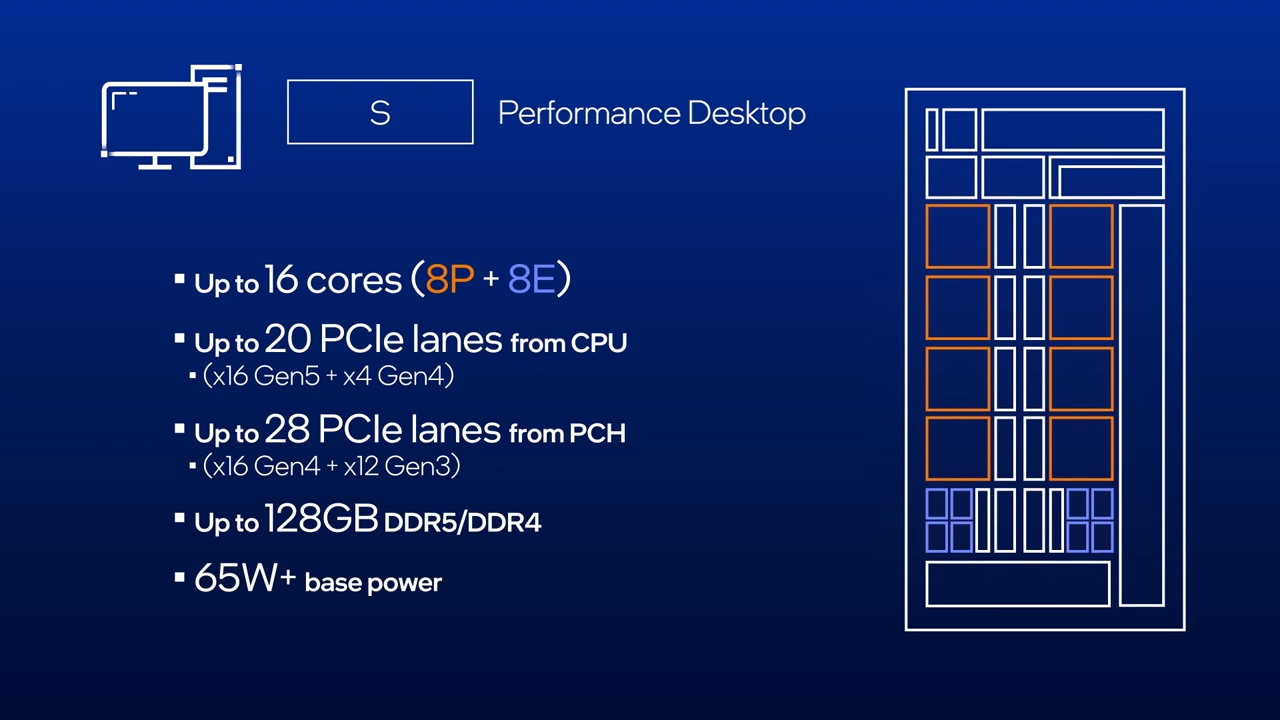 S
Performance Desktop
▪ Up to 16 cores (8P + 8E)
▪ Up to 20 PCIe lanes from CPU
▪ (x16 Gen5 + x4 Gen4)
▪ Up to 28 PCIe lanes from PCH
▪ (x16 Gen4 + x12 Gen3)
▪ Up to 128GB DDR5/DDR4
▪ 65W+ base power